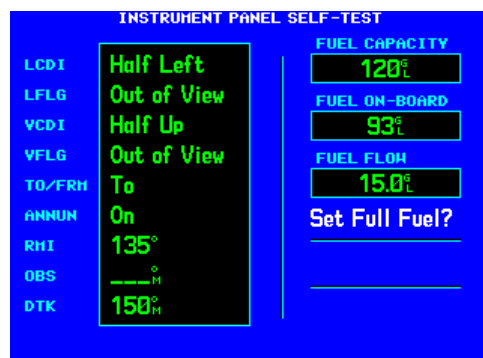 INSTRUMENT PANEL SELF-TEST
LCDI Half Left
LFLG Out of View
VCDI Half Up
VFLG Out of View
TO/FRM To
ANNUN On
RMI 135°
OBS ___°M
DTK 150°M
FUEL CAPACITY
120GL
FUEL ON-BOARD
93GL
FUEL FLOW
15.0GL
Set Full Fuel?